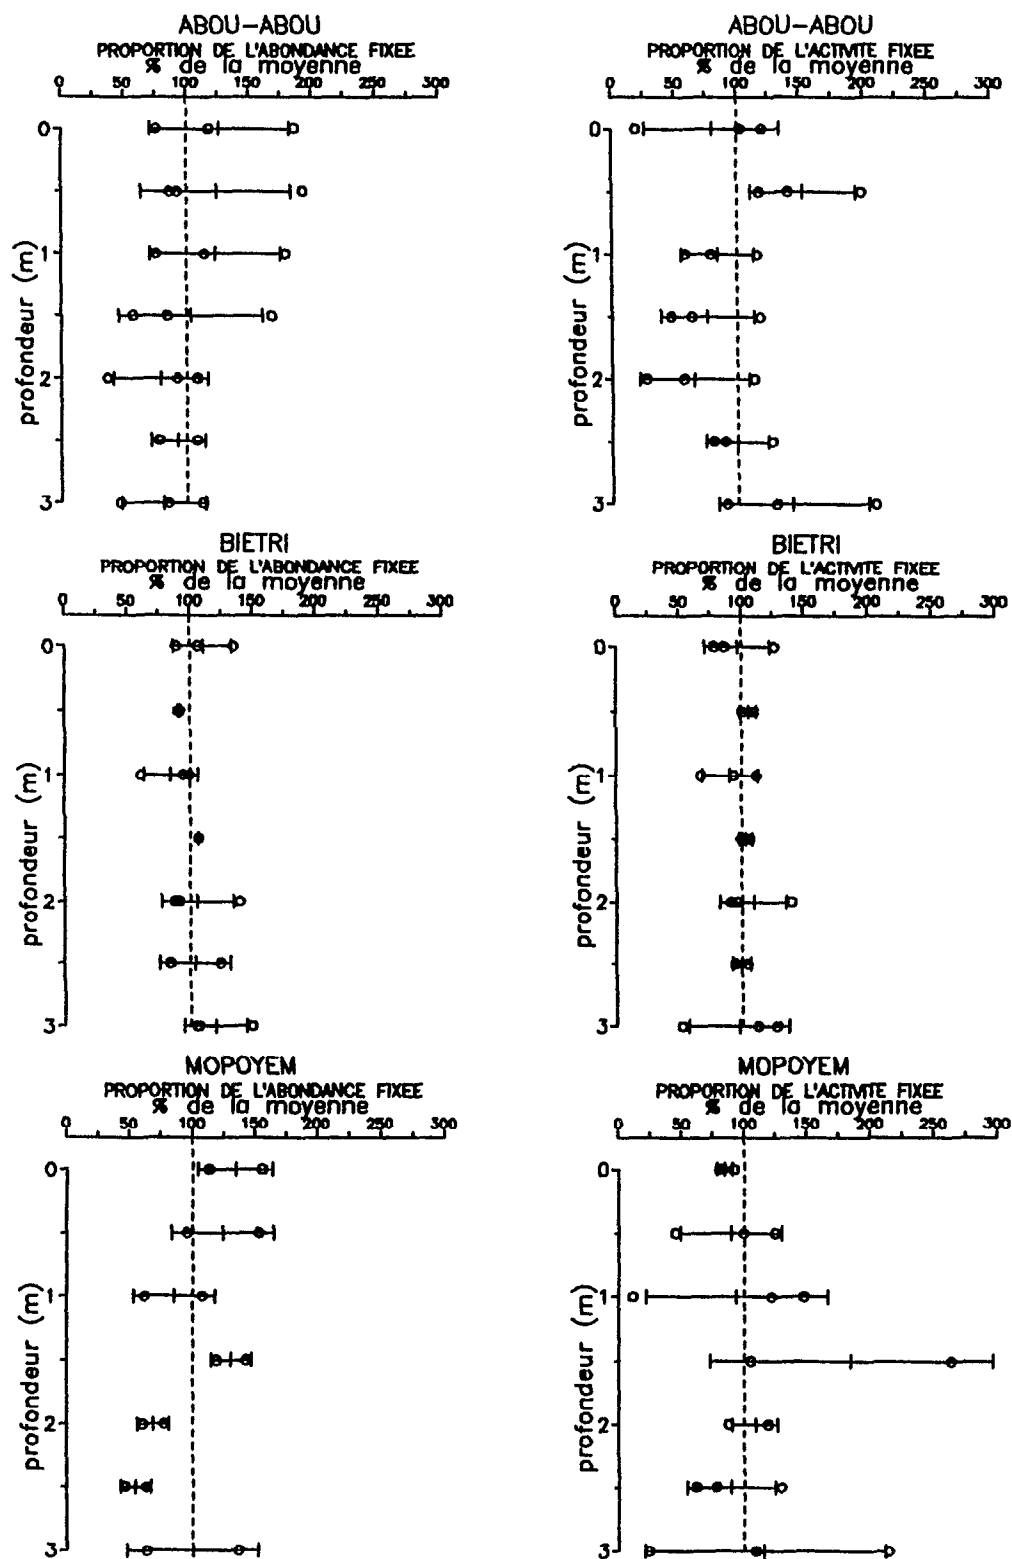 ABOU-ABOU
PROPORTION DE L'ABONDANCE FIXEE
% de la moyenne
0 50 100 150 200 250 300
0
1
2
3
profondeur (m)
ABOU-ABOU
PROPORTION DE L'ACTIVITE FIXEE
% de la moyenne
0 50 100 150 200 250 300
0
1
2
3
profondeur (m)
BIETRI
PROPORTION DE L'ABONDANCE FIXEE
% de la moyenne
0 50 100 150 200 250 300
0
1
2
3
profondeur (m)
BIETRI
PROPORTION DE L'ACTIVITE FIXEE
% de la moyenne
0 50 100 150 200 250 300
0
1
2
3
profondeur (m)
MOPOYEM
PROPORTION DE L'ABONDANCE FIXEE
% de la moyenne
0 50 100 150 200 250 300
0
1
2
3
profondeur (m)
MOPOYEM
PROPORTION DE L'ACTIVITE FIXEE
% de la moyenne
0 50 100 150 200 250 300
0
1
2
3
profondeur (m)